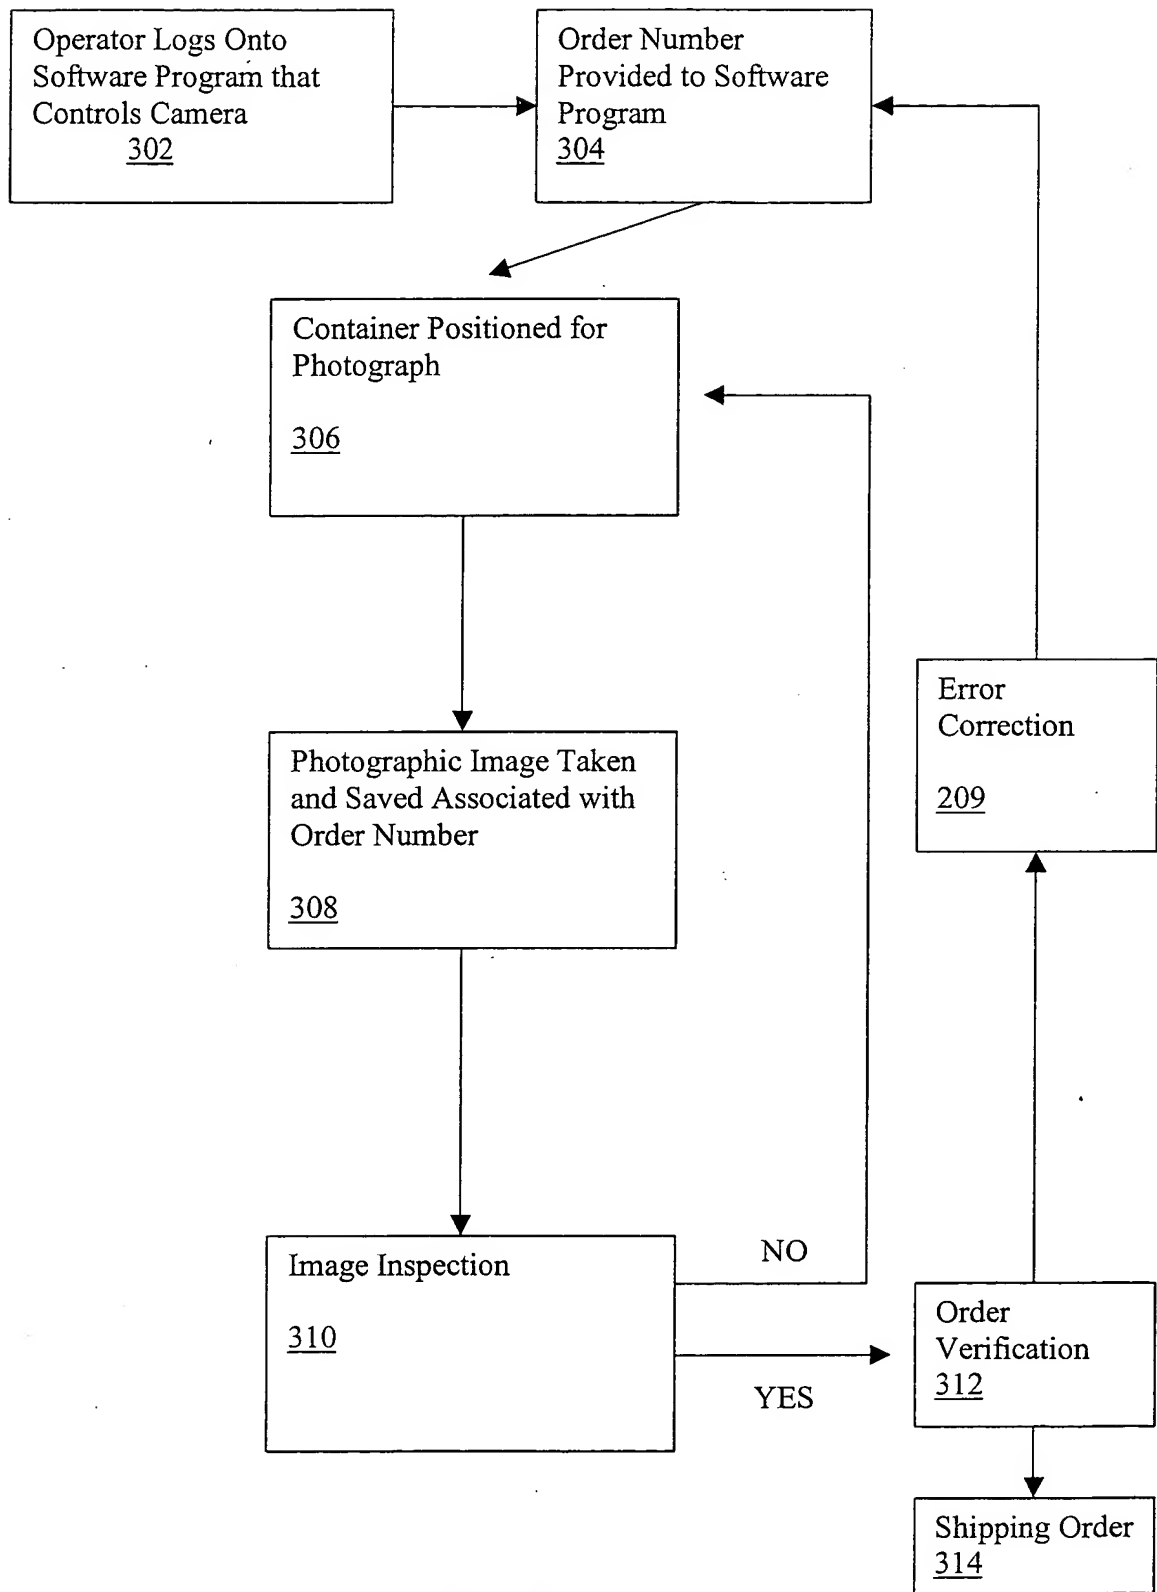 Operator Logs Onto
Software Program that
Controls Camera
302
Order Number
Provided to Software
Program
304
Container Positioned for
Photograph
306
Photographic Image Taken
and Saved Associated with
Order Number
308
Error
Correction
209
Image Inspection
310
NO
YES
Order
Verification
312
Shipping Order
314